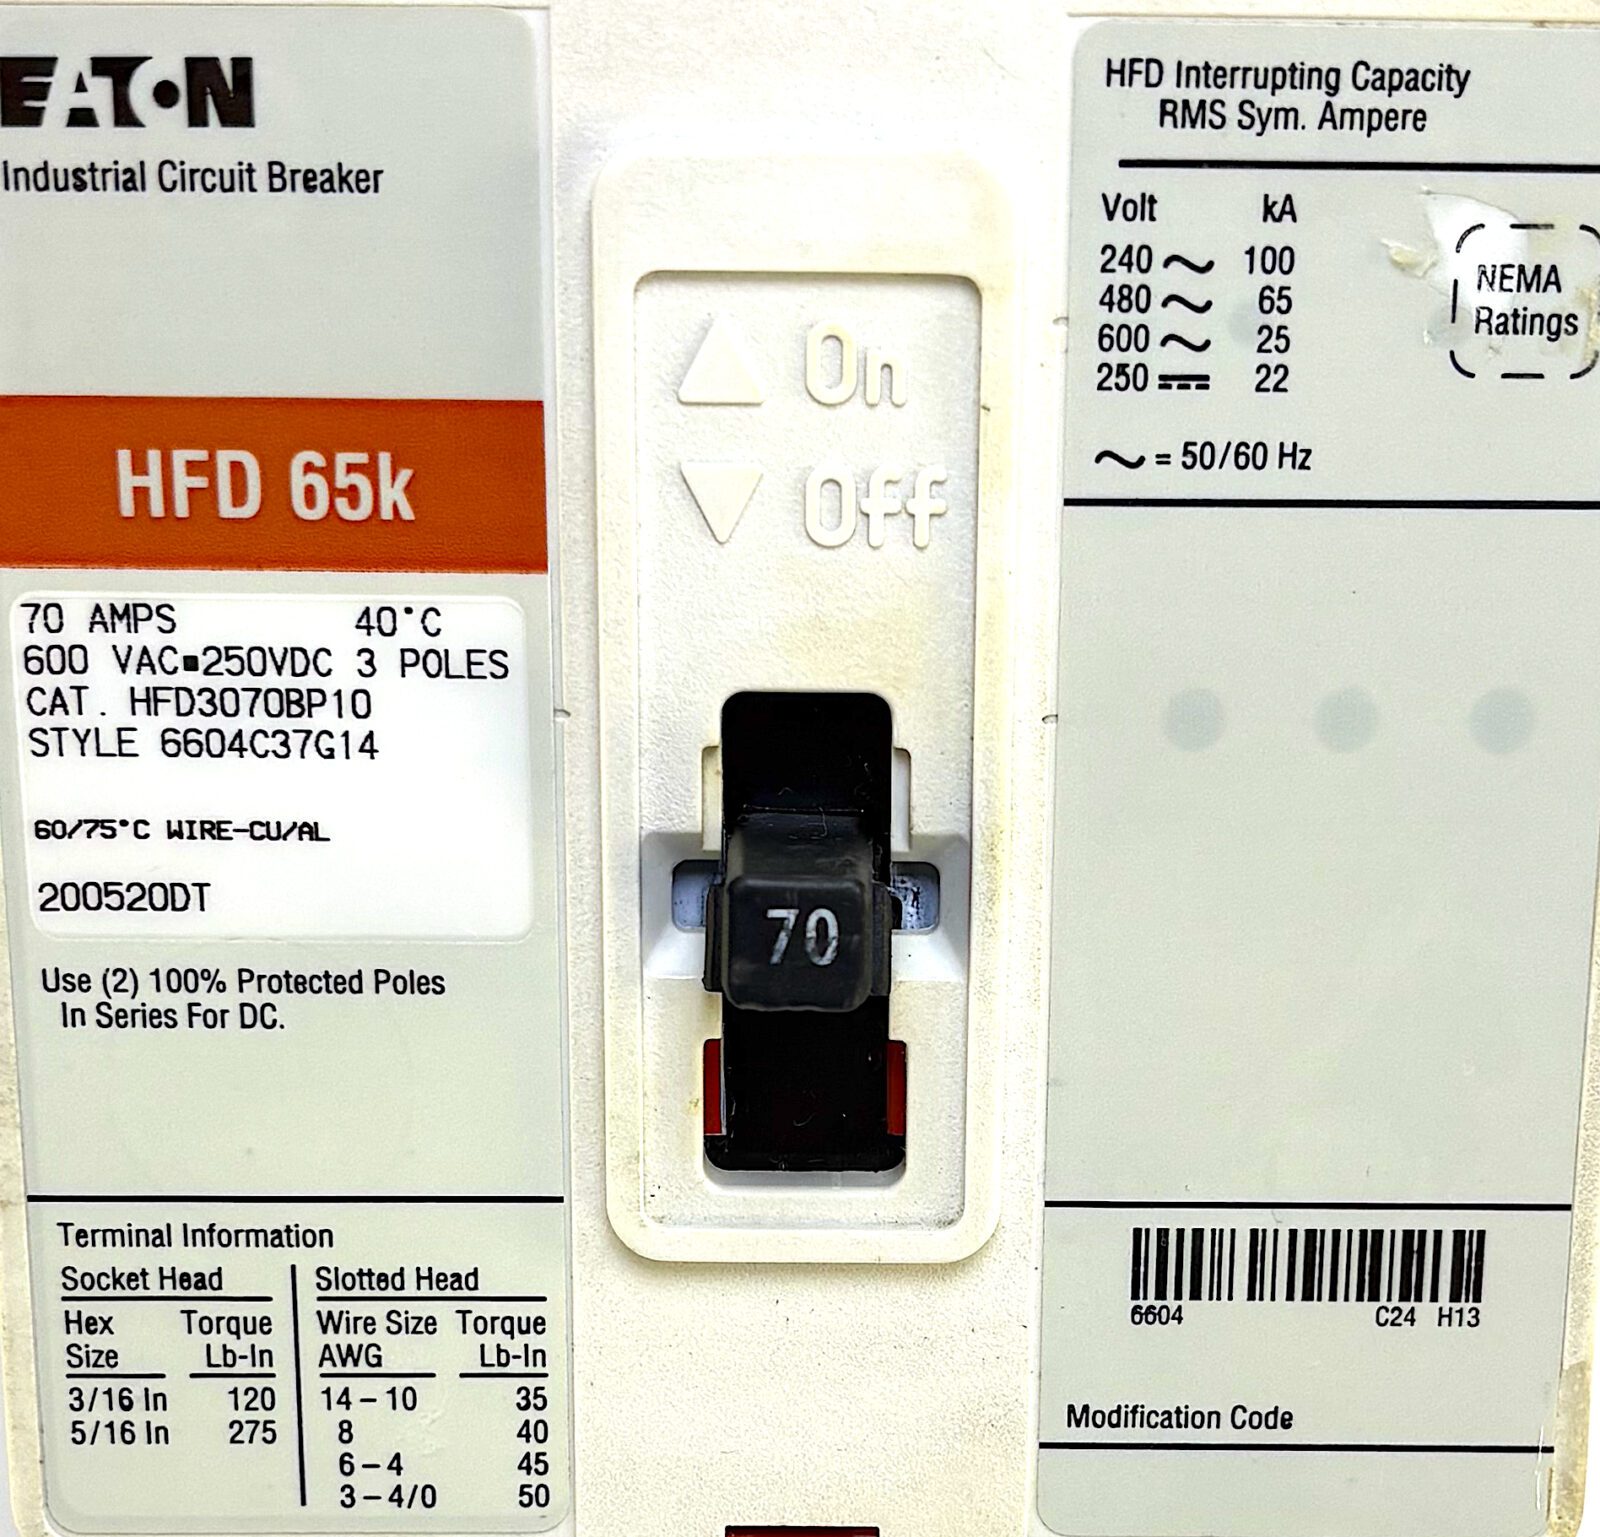 EATON
Industrial Circuit Breaker
HFD 65k
70 AMPS 40°C
600 VAC▪250VDC 3 POLES
CAT. HFD3070BP10
STYLE 6604C37G14
60/75°C WIRE-CU/AL
200520DT
Use (2) 100% Protected Poles
In Series For DC.
Terminal Information
Socket Head
Hex Torque
Size Lb-In
3/16 In 120
5/16 In 275
Slotted Head
Wire Size Torque
AWG Lb-In
14 – 10 35
8 40
6 – 4 45
3 – 4/0 50
On
Off
70
HFD Interrupting Capacity
RMS Sym. Ampere
Volt kA
240 ~ 100
480 ~ 65
600 ~ 25
250 ⎓ 22
NEMA
Ratings
~ = 50/60 Hz
6604 C24 H13
Modification Code